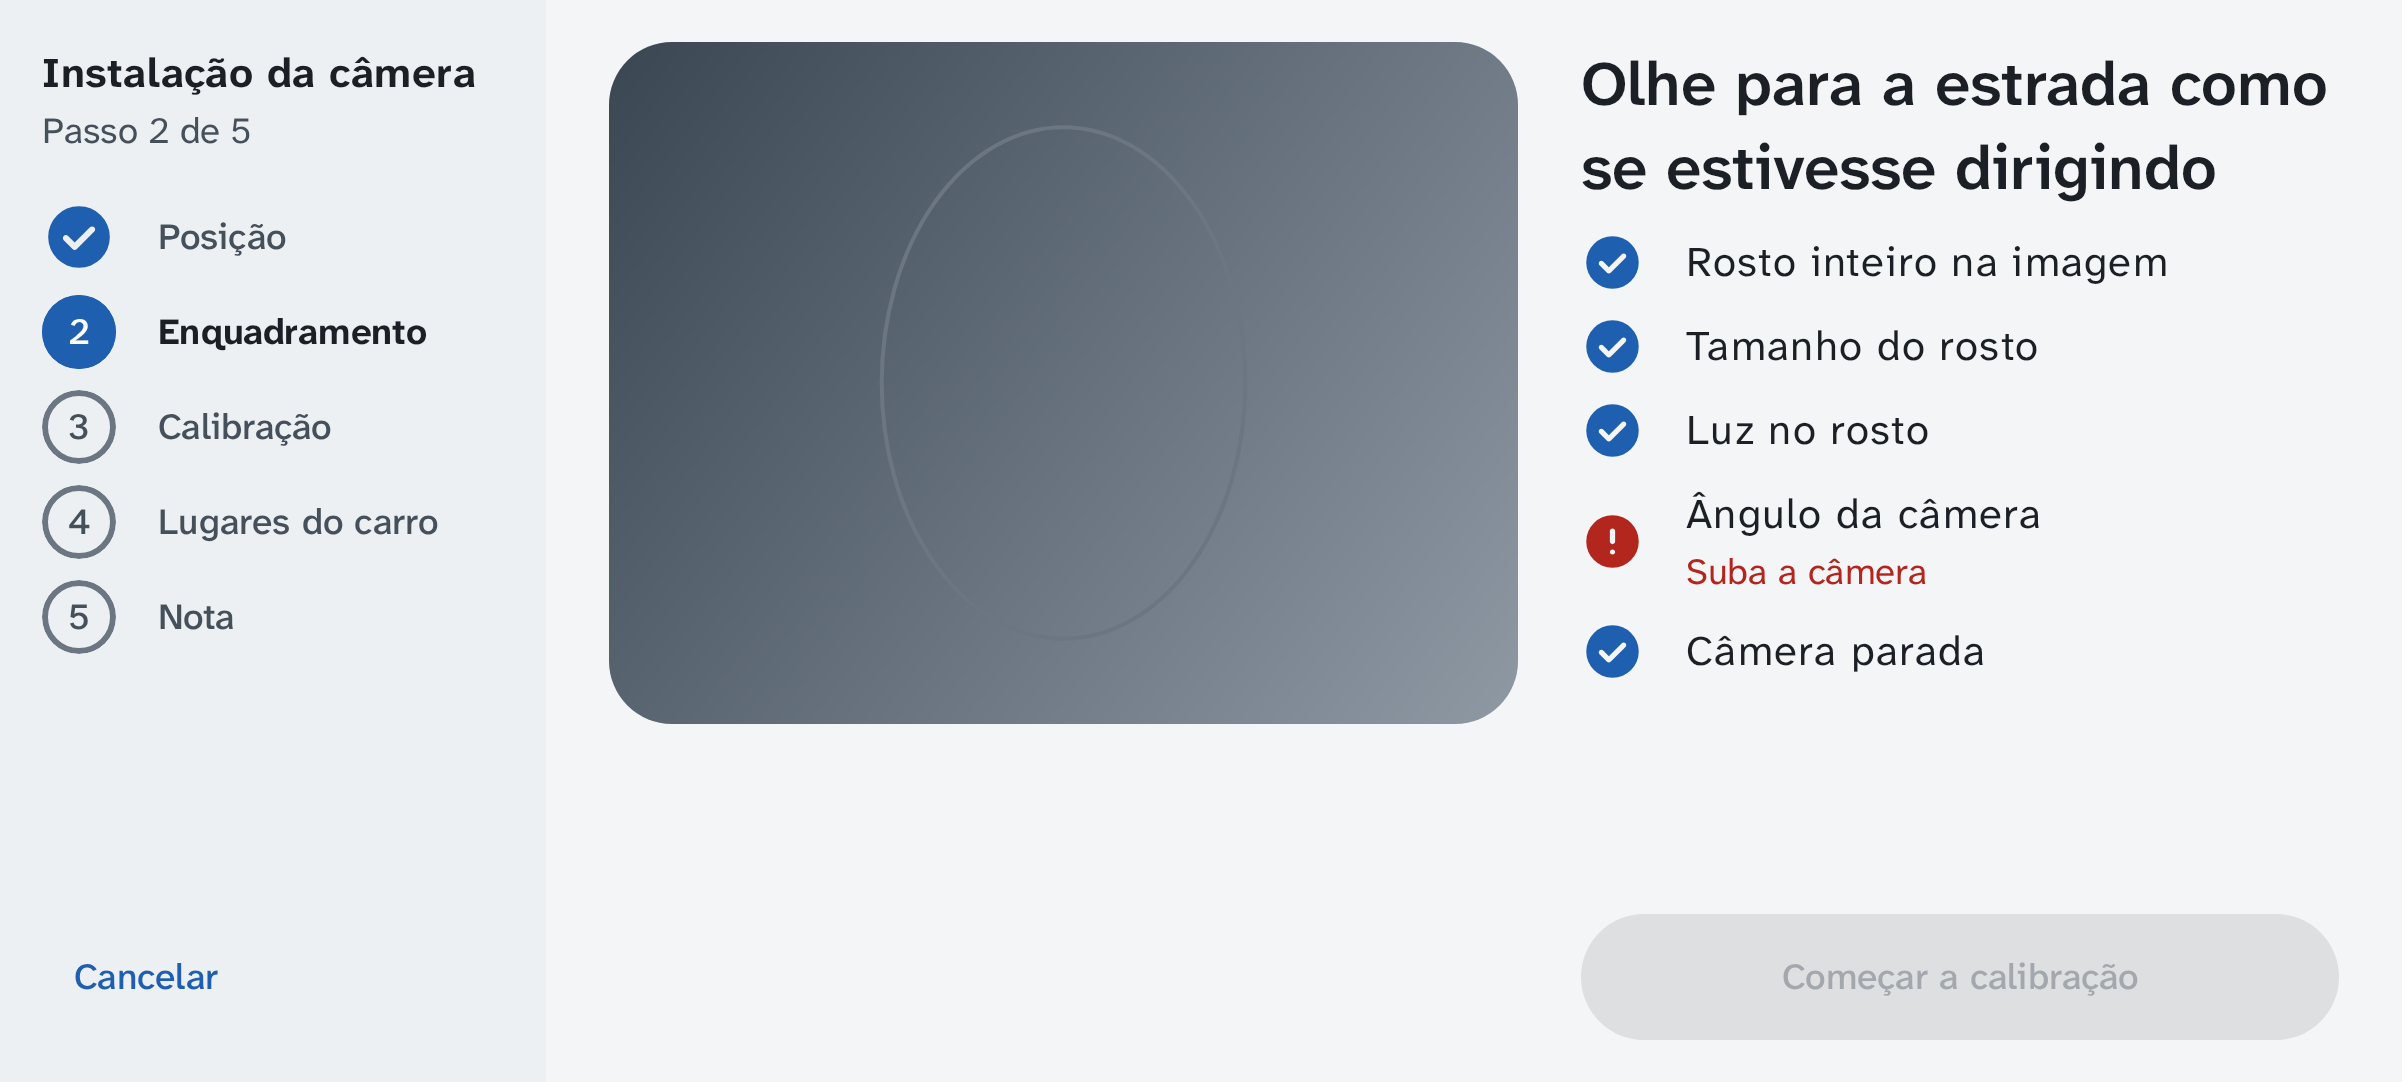 Instalação da câmera
Passo 2 de 5
Posição
2 Enquadramento
3 Calibração
4 Lugares do carro
5 Nota
Cancelar
Olhe para a estrada como
se estivesse dirigindo
Rosto inteiro na imagem
Tamanho do rosto
Luz no rosto
Ângulo da câmera
Suba a câmera
Câmera parada
Começar a calibração